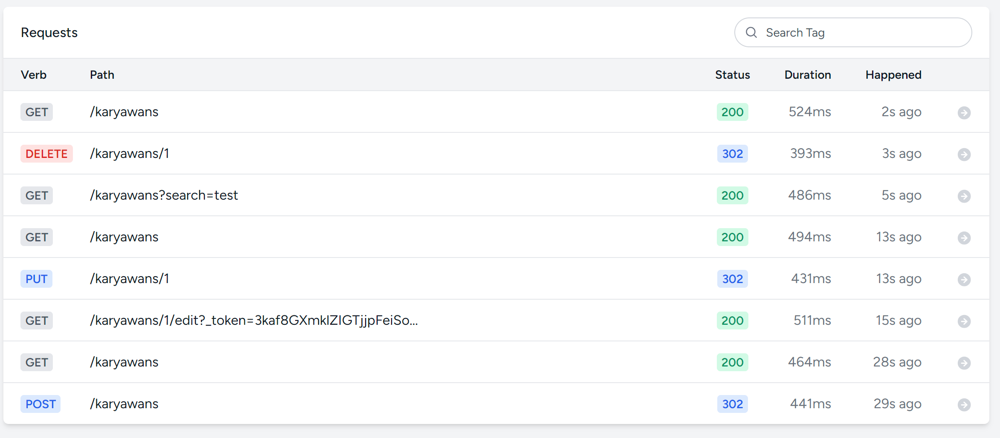 Requests Search Tag
Verb Path Status Duration Happened
GET /karyawans 200 524ms 2s ago
DELETE /karyawans/1 302 393ms 3s ago
GET /karyawans?search=test 200 486ms 5s ago
GET /karyawans 200 494ms 13s ago
PUT /karyawans/1 302 431ms 13s ago
GET /karyawans/1/edit?_token=3kaf8GXmklZIGTjjpFeiSo... 200 511ms 15s ago
GET /karyawans 200 464ms 28s ago
POST /karyawans 302 441ms 29s ago